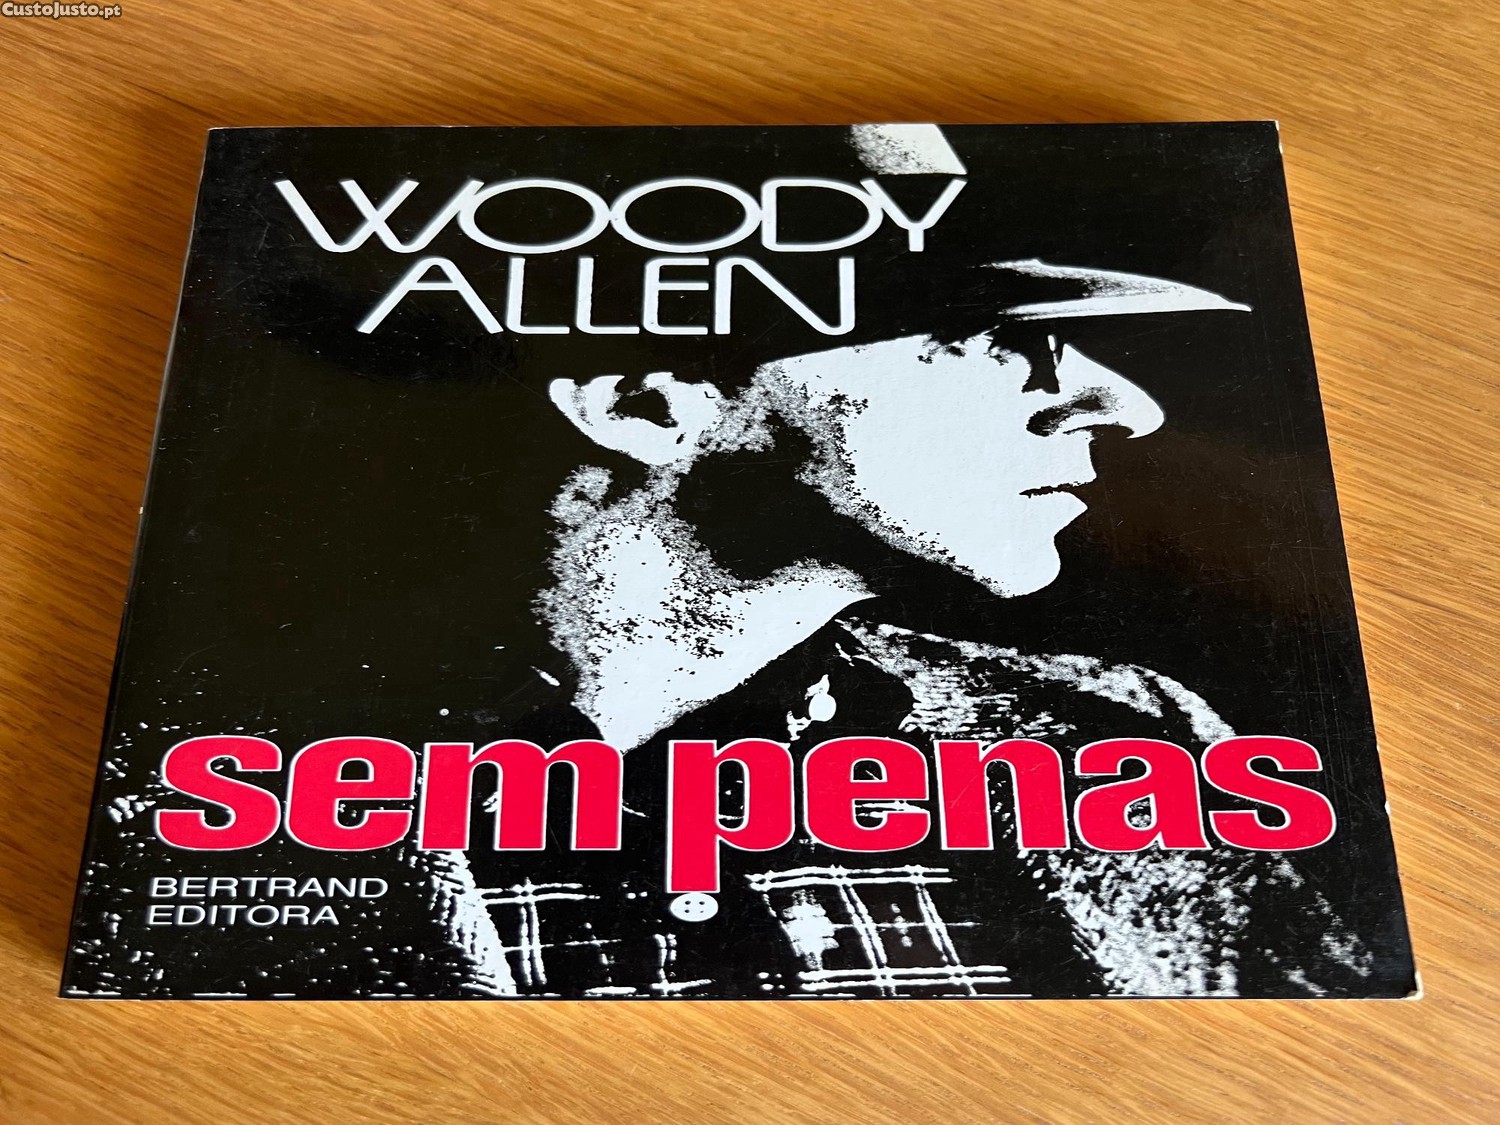 CustoJusto.pt
WOODY
ALLEN
sem penas
BERTRAND
EDITORA